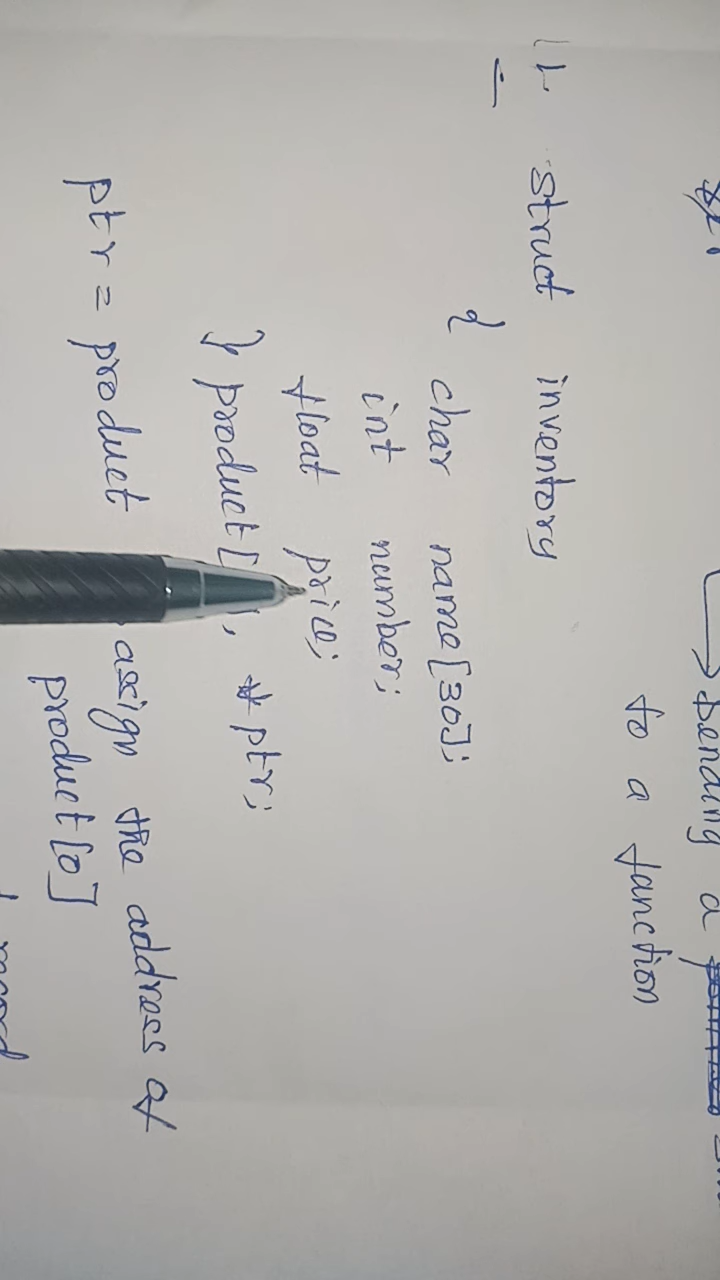 → Sending a
to a function
1) struct inventory
{ char name[30];
int number;
float price;
} product[ ], *ptr;
ptr = product assign the address of
product[0]